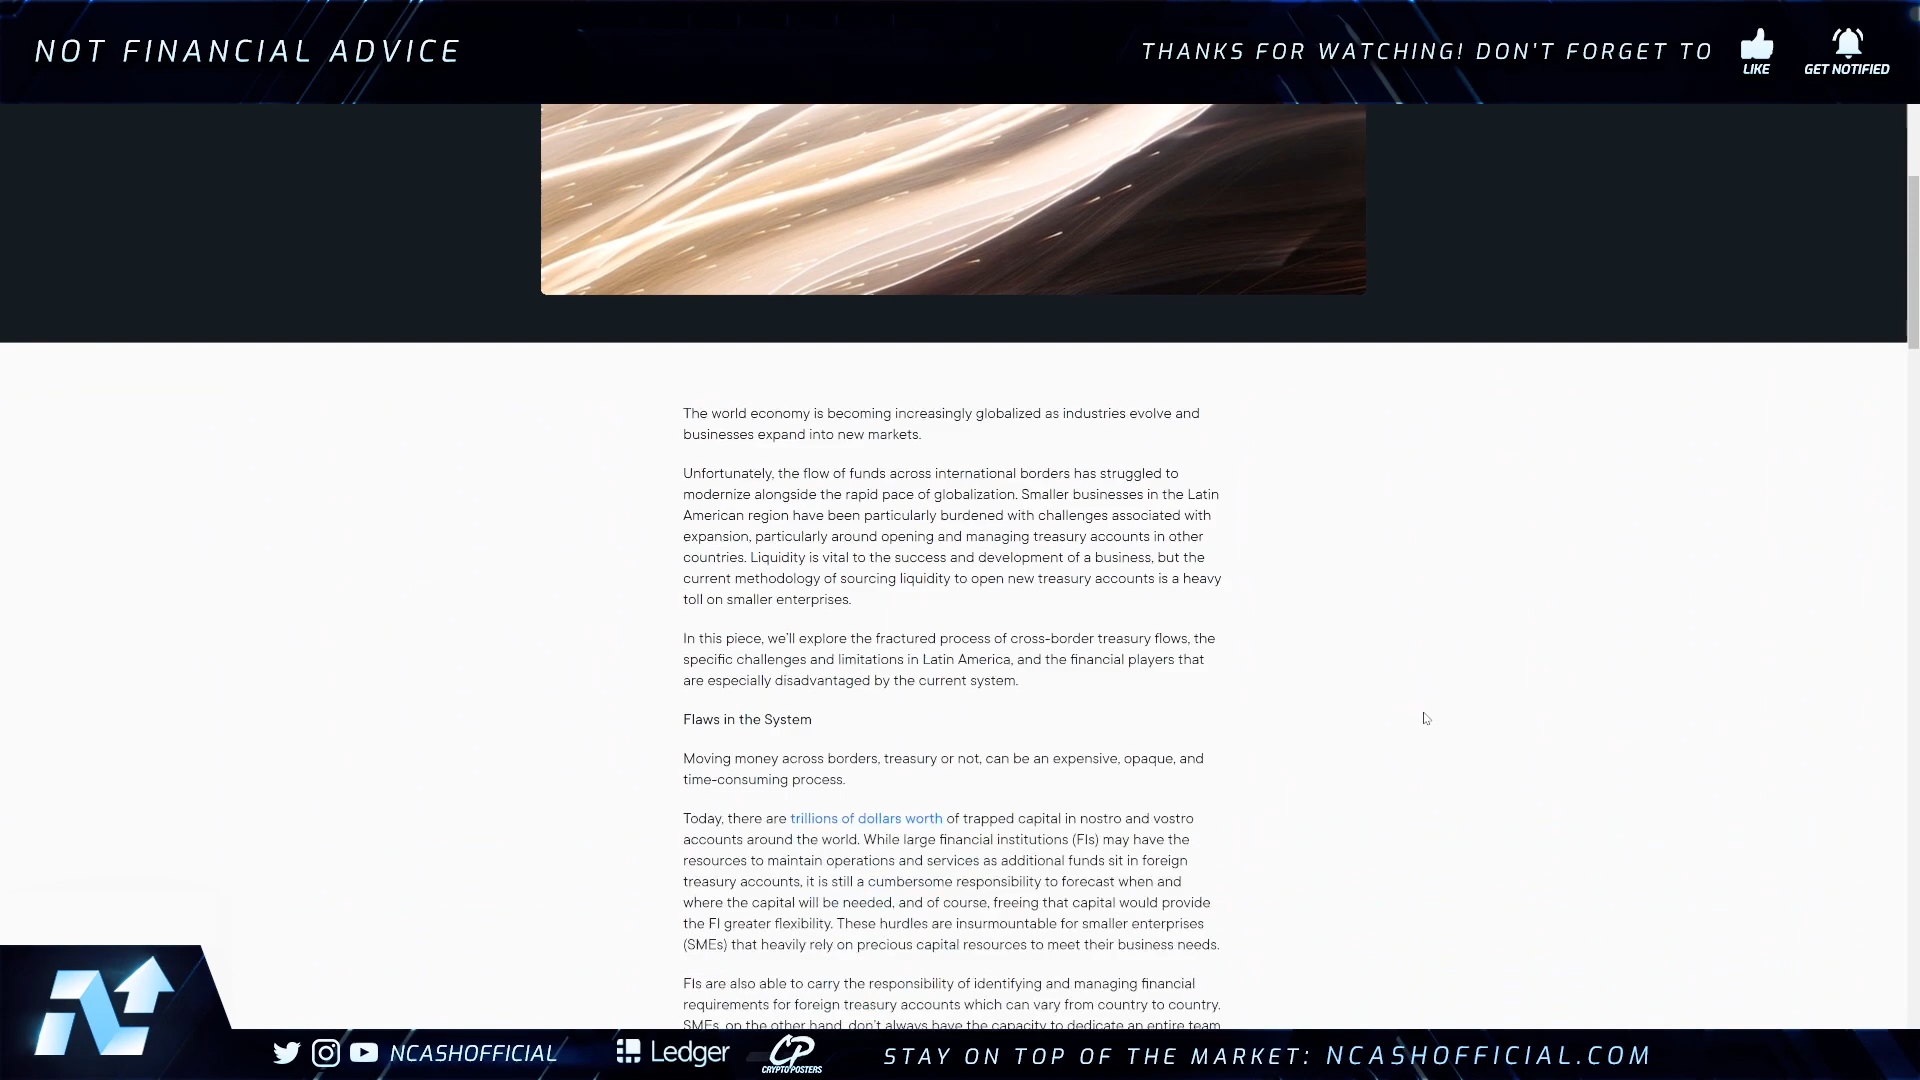 NOT FINANCIAL ADVICE
THANKS FOR WATCHING! DON'T FORGET TO
LIKE
GET NOTIFIED
The world economy is becoming increasingly globalized as industries evolve and
businesses expand into new markets.
Unfortunately, the flow of funds across international borders has struggled to
modernize alongside the rapid pace of globalization. Smaller businesses in the Latin
American region have been particularly burdened with challenges associated with
expansion, particularly around opening and managing treasury accounts in other
countries. Liquidity is vital to the success and development of a business, but the
current methodology of sourcing liquidity to open new treasury accounts is a heavy
toll on smaller enterprises.
In this piece, we'll explore the fractured process of cross-border treasury flows, the
specific challenges and limitations in Latin America, and the financial players that
are especially disadvantaged by the current system.
Flaws in the System
Moving money across borders, treasury or not, can be an expensive, opaque, and
time-consuming process.
Today, there are trillions of dollars worth of trapped capital in nostro and vostro
accounts around the world. While large financial institutions (FIs) may have the
resources to maintain operations and services as additional funds sit in foreign
treasury accounts, it is still a cumbersome responsibility to forecast when and
where the capital will be needed, and of course, freeing that capital would provide
the FI greater flexibility. These hurdles are insurmountable for smaller enterprises
(SMEs) that heavily rely on precious capital resources to meet their business needs.
FIs are also able to carry the responsibility of identifying and managing financial
requirements for foreign treasury accounts which can vary from country to country.
SMEs, on the other hand, don't always have the capacity to dedicate an entire team
NCASHOFFICIAL
Ledger
CP
CRYPTO POSTERS
STAY ON TOP OF THE MARKET: NCASHOFFICIAL.COM